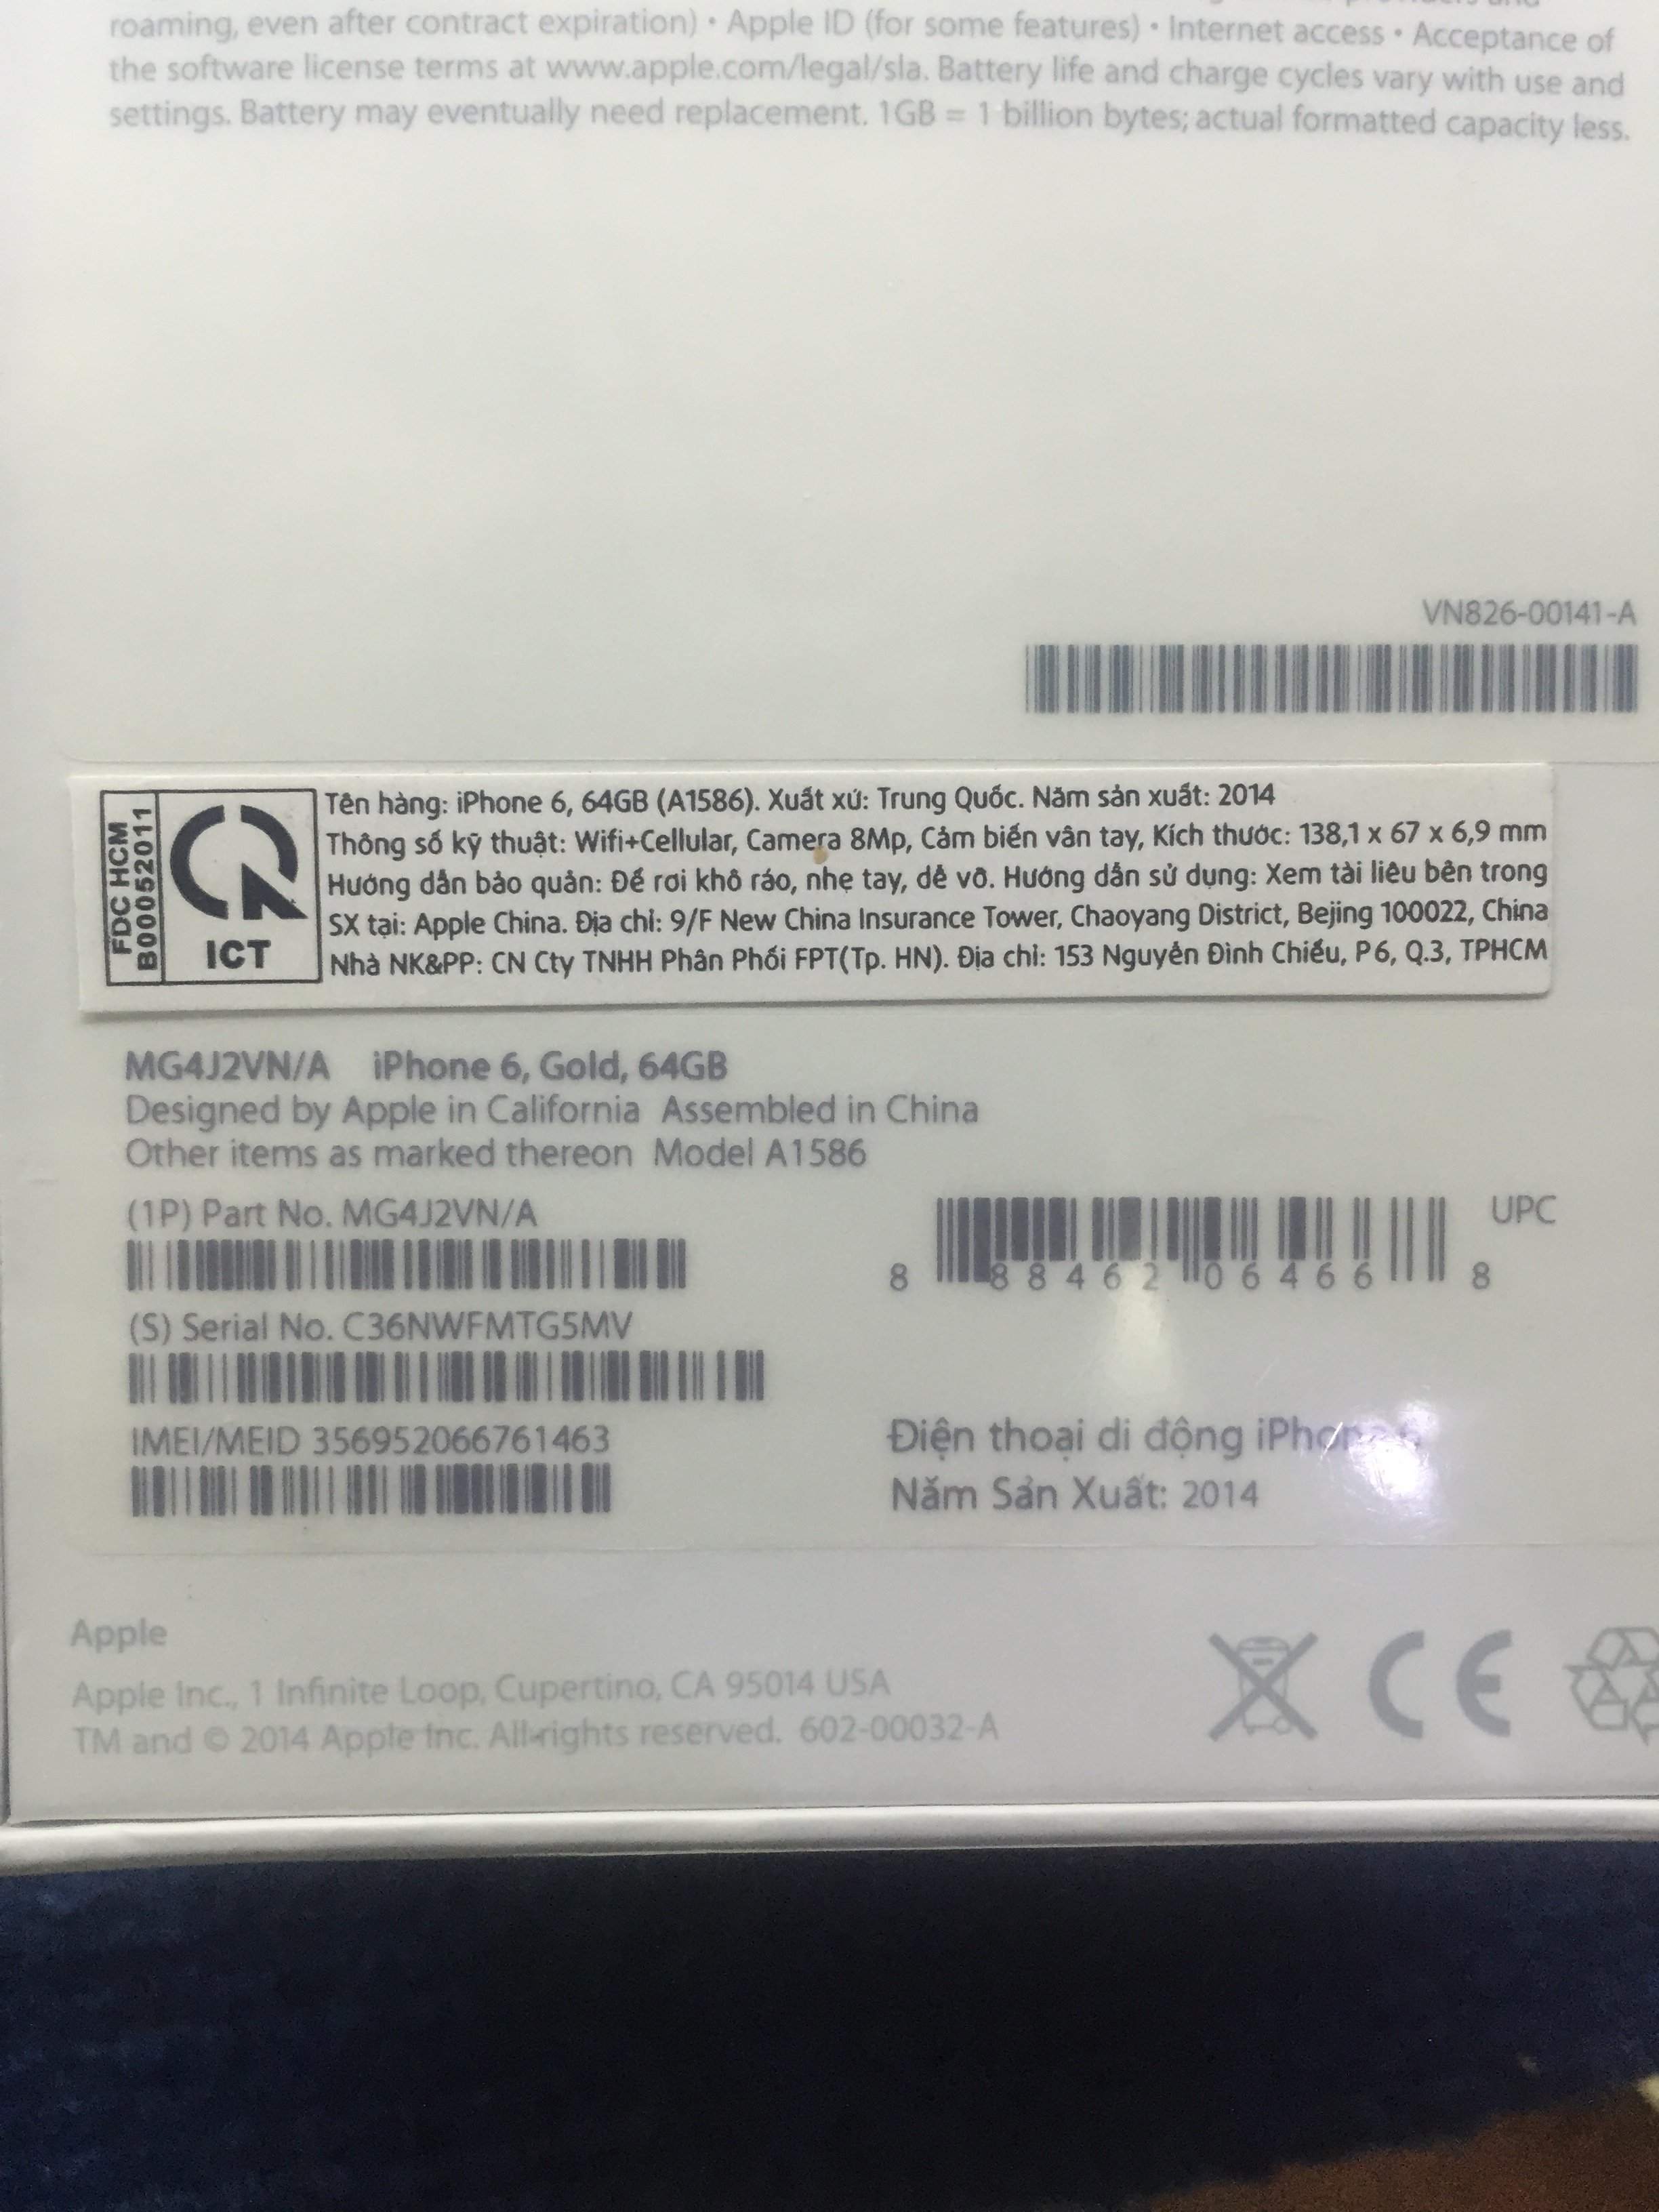 roaming, even after contract expiration) • Apple ID (for some features) • Internet access • Acceptance of
the software license terms at www.apple.com/legal/sla. Battery life and charge cycles vary with use and
settings. Battery may eventually need replacement. 1GB = 1 billion bytes; actual formatted capacity less.
VN826-00141-A
FDC HCM
B00052011
ICT
Tên hàng: iPhone 6, 64GB (A1586). Xuất xứ: Trung Quốc. Năm sản xuất: 2014
Thông số kỹ thuật: Wifi+Cellular, Camera 8Mp, Cảm biến vân tay, Kích thước: 138,1 x 67 x 6,9 mm
Hướng dẫn bảo quản: Để rơi khô ráo, nhẹ tay, dễ vỡ. Hướng dẫn sử dụng: Xem tài liệu bên trong
SX tại: Apple China. Địa chỉ: 9/F New China Insurance Tower, Chaoyang District, Bejing 100022, China
Nhà NK&PP: CN Cty TNHH Phân Phối FPT(Tp. HN). Địa chỉ: 153 Nguyễn Đình Chiểu, P6, Q.3, TPHCM
MG4J2VN/A iPhone 6, Gold, 64GB
Designed by Apple in California Assembled in China
Other items as marked thereon Model A1586
(1P) Part No. MG4J2VN/A
UPC
8 88462 06466 8
(S) Serial No. C36NWFMTG5MV
IMEI/MEID 356952066761463
Điện thoại di động iPhone 6
Năm Sản Xuất: 2014
Apple
Apple Inc., 1 Infinite Loop, Cupertino, CA 95014 USA
TM and © 2014 Apple Inc. All rights reserved. 602-00032-A
CE